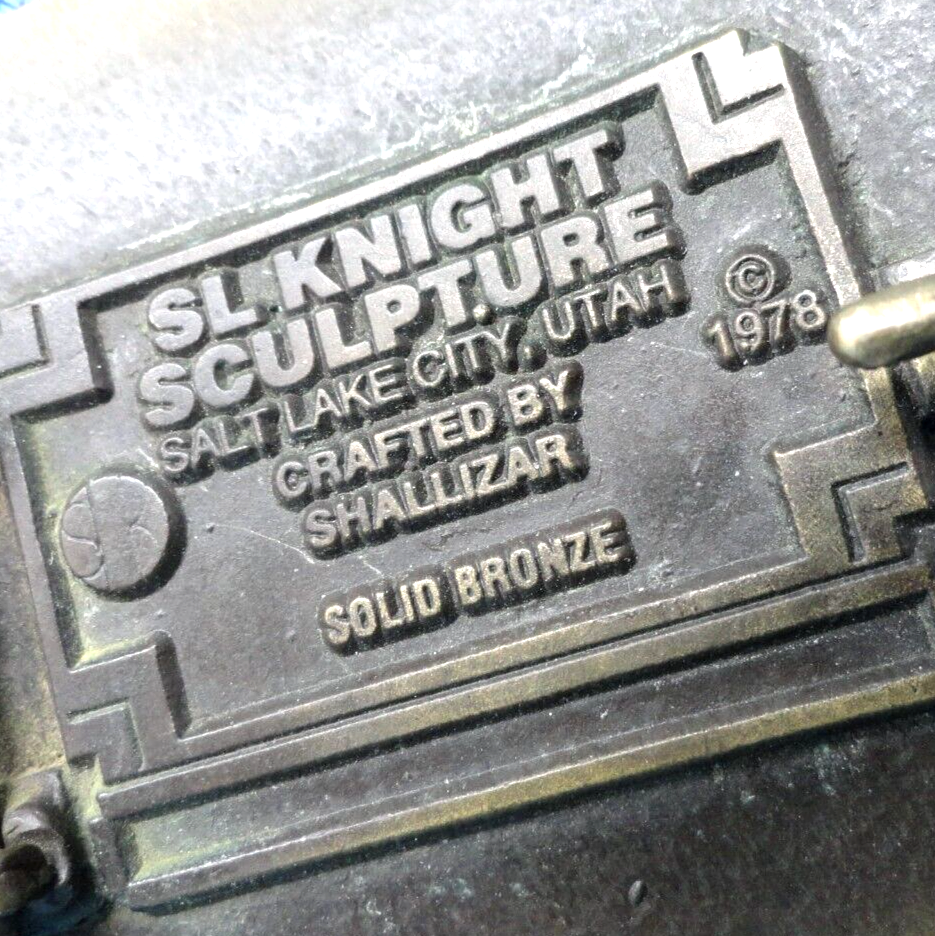 SL KNIGHT
SCULPTURE
SALT LAKE CITY, UTAH
© 1978
CRAFTED BY
SHALLIZAR
SOLID BRONZE